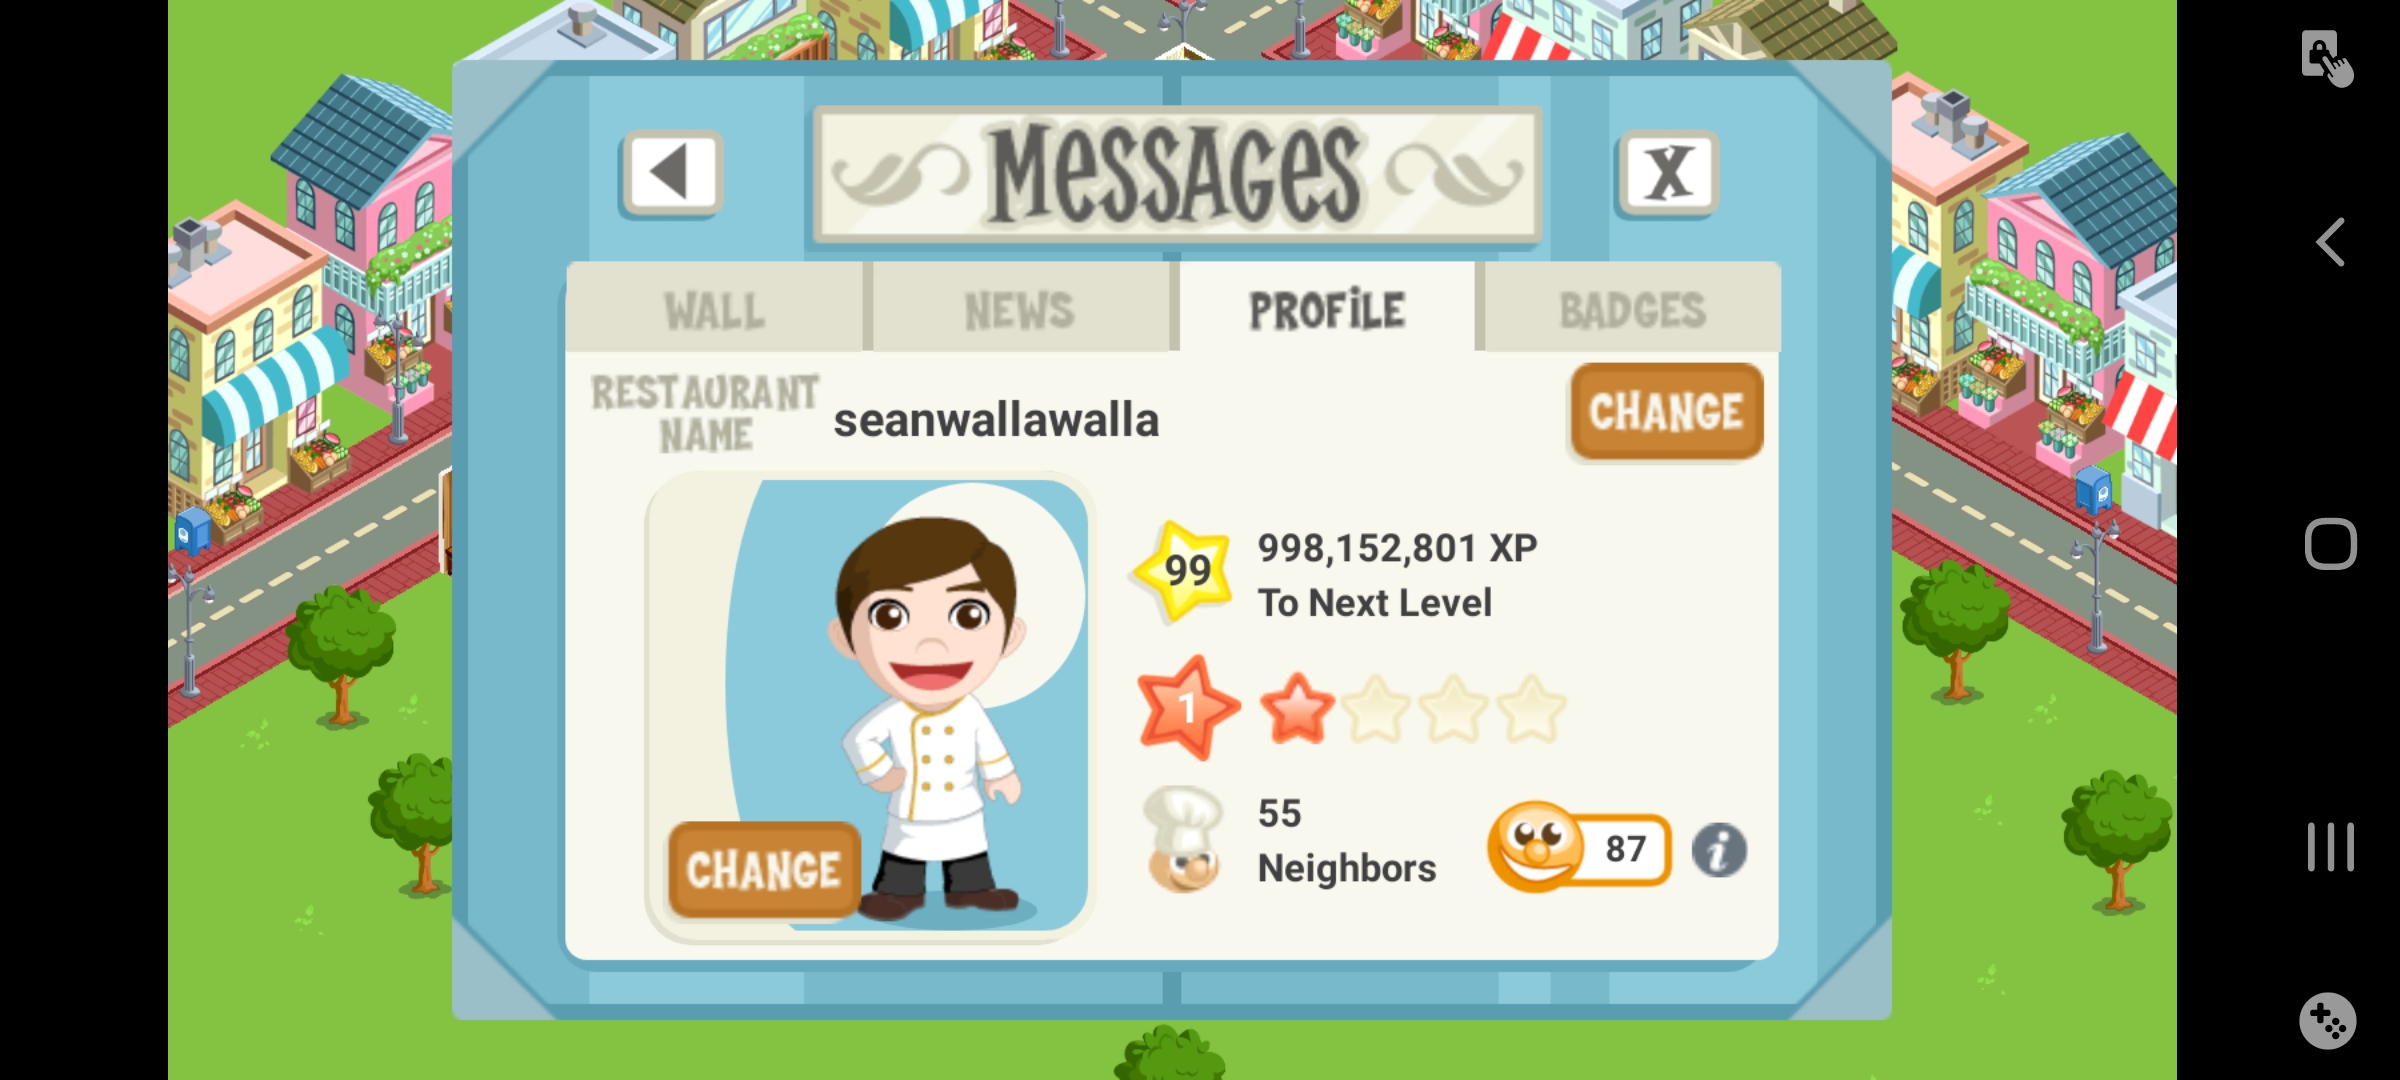 MESSAGES
X
WALL
NEWS
PROFILE
BADGES
RESTAURANT
NAME
seanwallawalla
CHANGE
99
998,152,801 XP
To Next Level
1
55
Neighbors
87
i
CHANGE